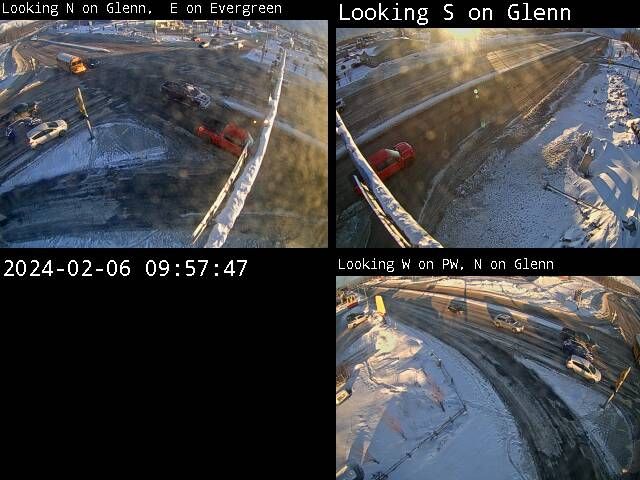 Looking N on Glenn,  E on Evergreen
Looking S on Glenn
2024-02-06 09:57:47
Looking W on PW, N on Glenn